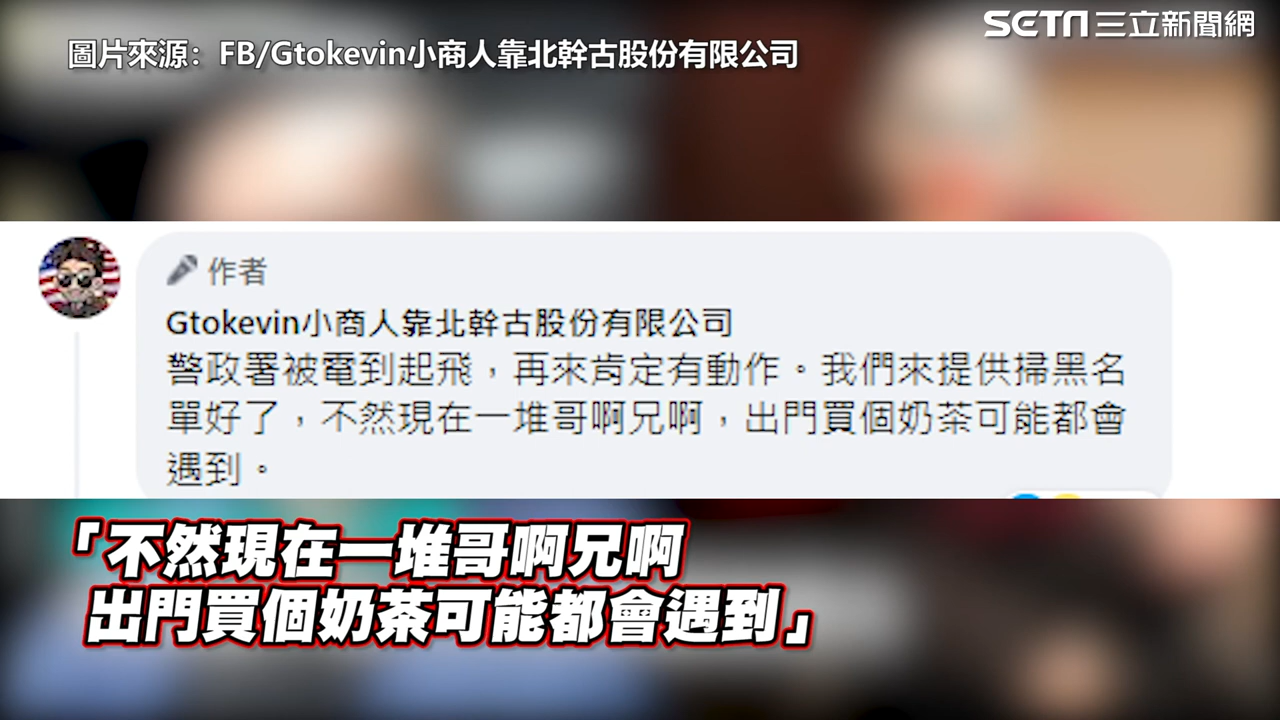 SETN三立新聞網
圖片來源：FB/Gtokevin小商人靠北幹古股份有限公司
作者
Gtokevin小商人靠北幹古股份有限公司
警政署被電到起飛，再來肯定有動作。我們來提供掃黑名
單好了，不然現在一堆哥啊兄啊，出門買個奶茶可能都會
遇到。
「不然現在一堆哥啊兄啊
出門買個奶茶可能都會遇到」